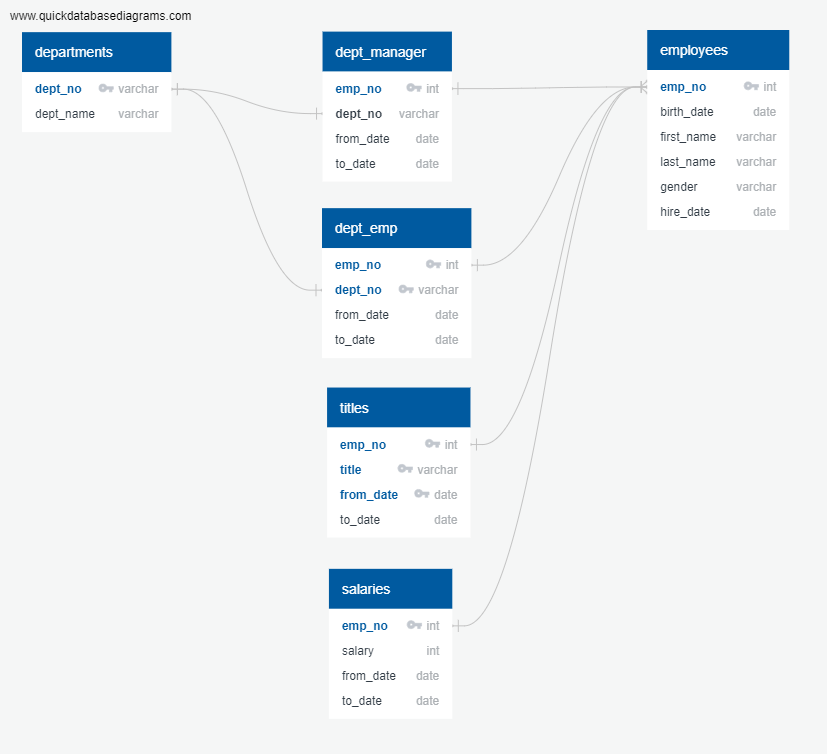 www.quickdatabasediagrams.com
departments
dept_no varchar
dept_name varchar
dept_manager
emp_no int
dept_no varchar
from_date date
to_date date
dept_emp
emp_no int
dept_no varchar
from_date date
to_date date
titles
emp_no int
title varchar
from_date date
to_date date
salaries
emp_no int
salary int
from_date date
to_date date
employees
emp_no int
birth_date date
first_name varchar
last_name varchar
gender varchar
hire_date date